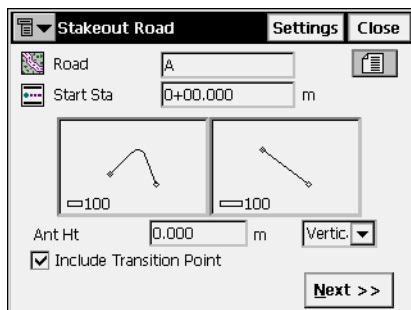 Stakeout Road Settings Close
Road A
Start Sta 0+00.000 m
100 100
Ant Ht 0.000 m Vertic.
Include Transition Point
Next >>